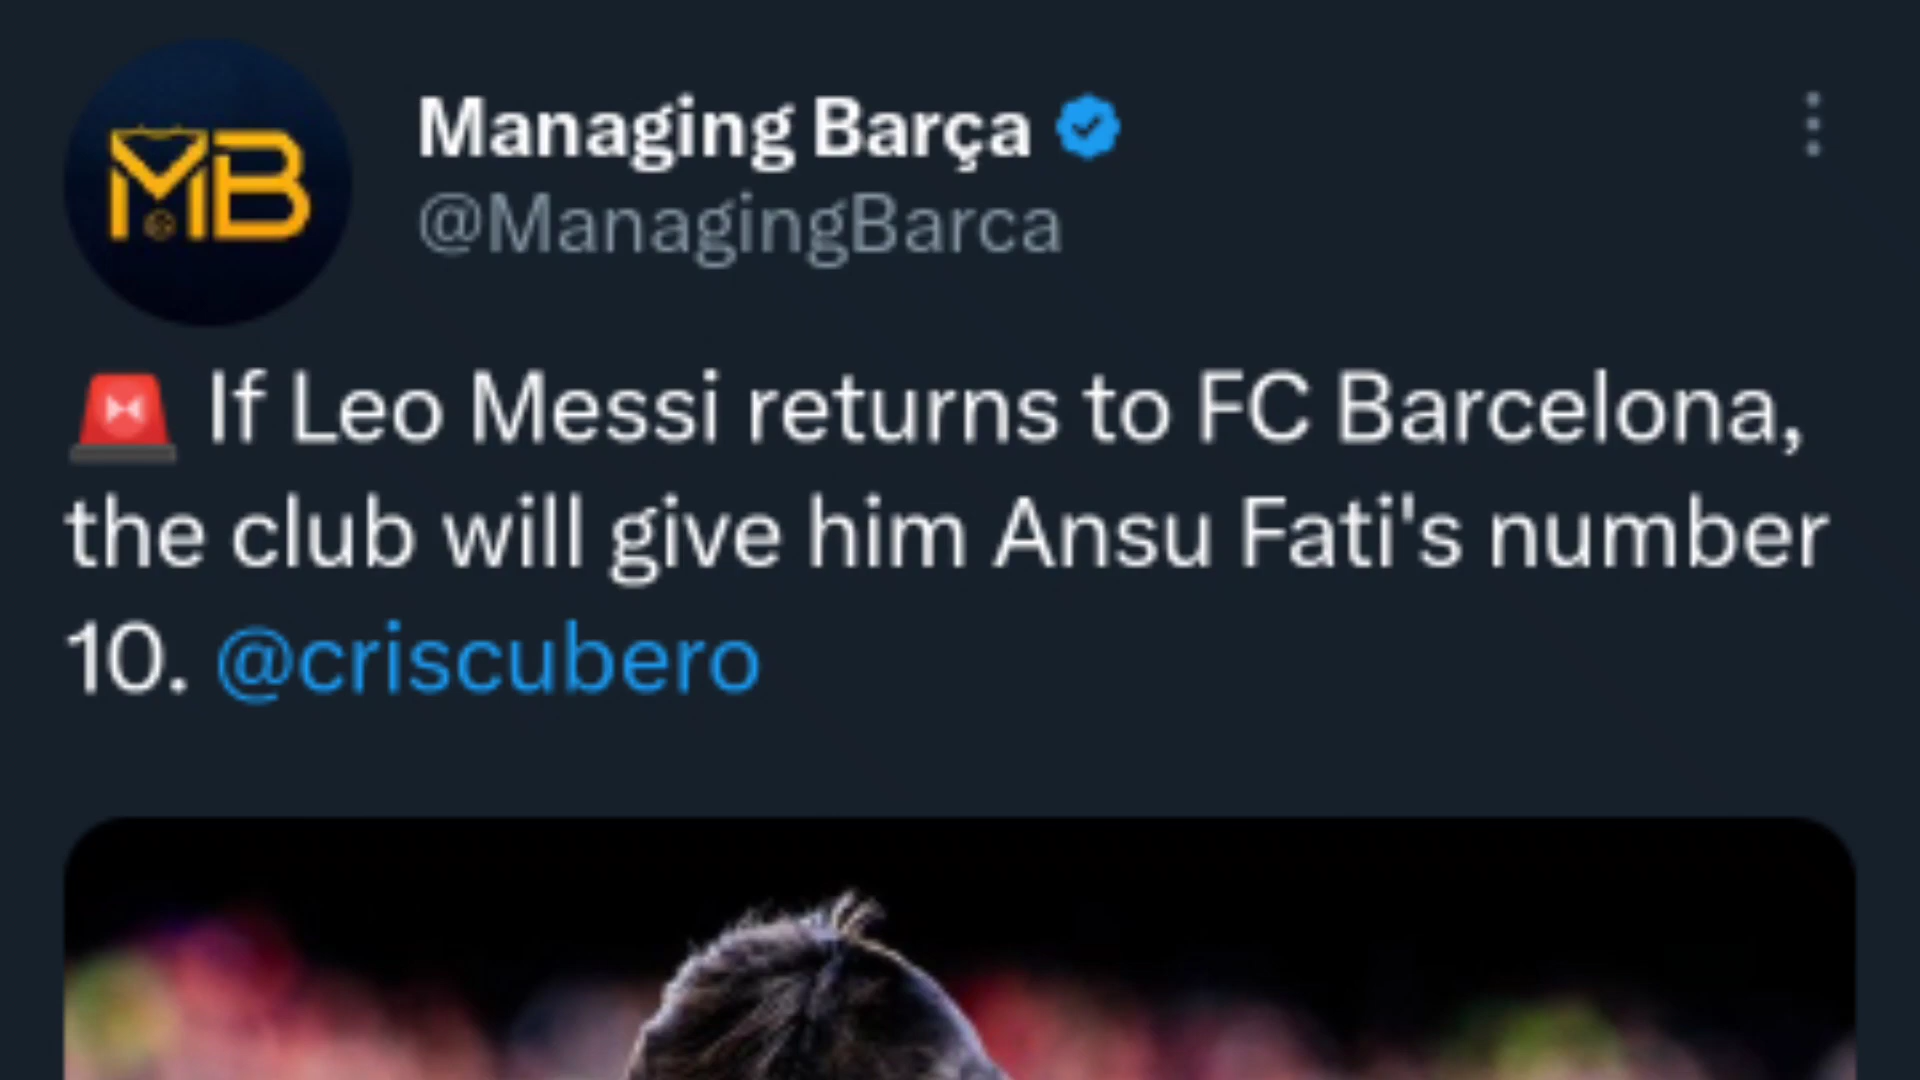 MB
Managing Barça
@ManagingBarca
🚨 If Leo Messi returns to FC Barcelona,
the club will give him Ansu Fati's number
10. @criscubero